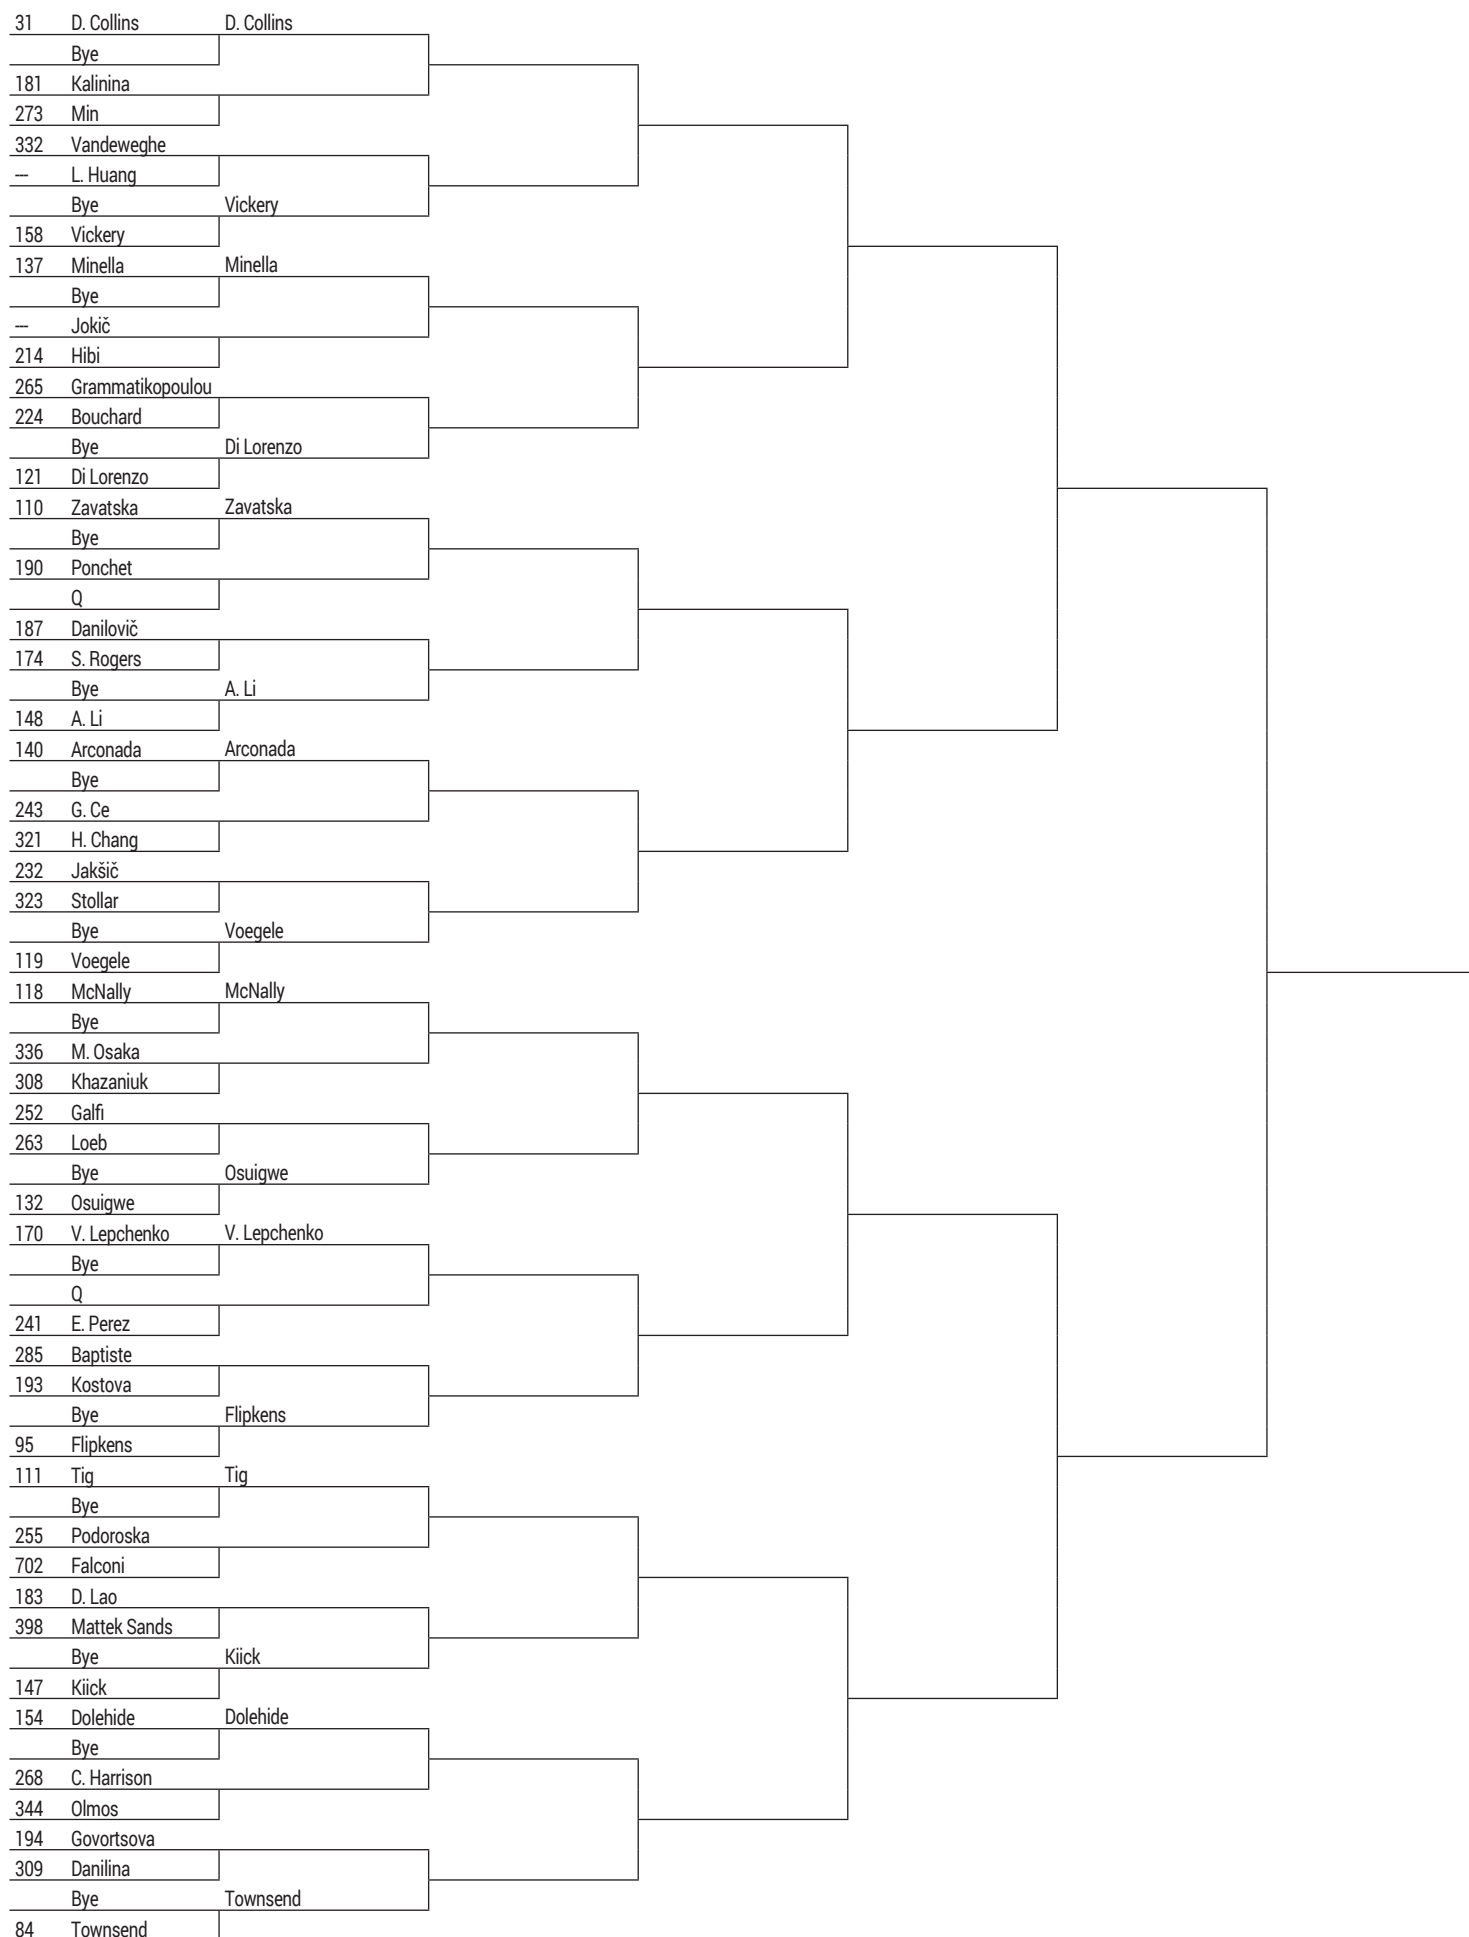 31 D. Collins D. Collins
Bye
181 Kalinina
273 Min
332 Vandeweghe
--- L. Huang
Bye Vickery
158 Vickery
137 Minella Minella
Bye
--- Jokič
214 Hibi
265 Grammatikopoulou
224 Bouchard
Bye Di Lorenzo
121 Di Lorenzo
110 Zavatska Zavatska
Bye
190 Ponchet
Q
187 Danilovič
174 S. Rogers
Bye A. Li
148 A. Li
140 Arconada Arconada
Bye
243 G. Ce
321 H. Chang
232 Jakšič
323 Stollar
Bye Voegele
119 Voegele
118 McNally McNally
Bye
336 M. Osaka
308 Khazaniuk
252 Galfi
263 Loeb
Bye Osuigwe
132 Osuigwe
170 V. Lepchenko V. Lepchenko
Bye
Q
241 E. Perez
285 Baptiste
193 Kostova
Bye Flipkens
95 Flipkens
111 Tig Tig
Bye
255 Podoroska
702 Falconi
183 D. Lao
398 Mattek Sands
Bye Kiick
147 Kiick
154 Dolehide Dolehide
Bye
268 C. Harrison
344 Olmos
194 Govortsova
309 Danilina
Bye Townsend
84 Townsend